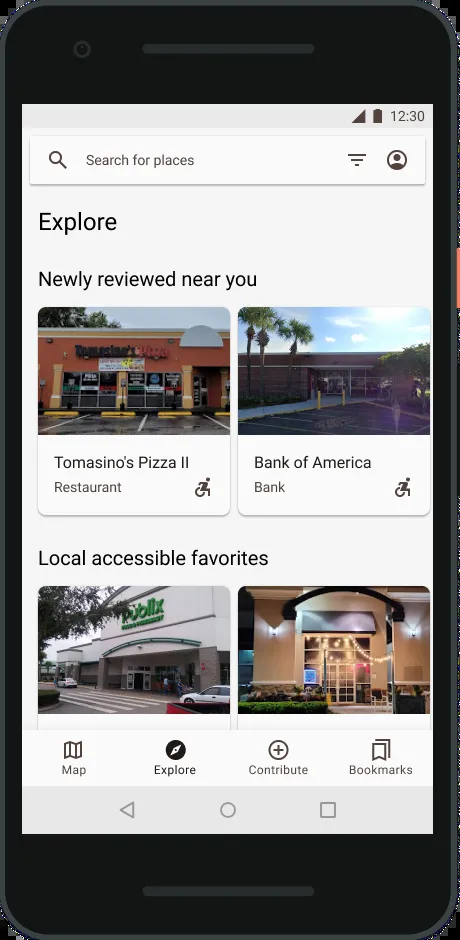 12:30
Search for places
Explore
Newly reviewed near you
Tomasino's Pizza
Tomasino's Pizza II
Restaurant
Bank of America
Bank
Local accessible favorites
Publix
Map
Explore
Contribute
Bookmarks